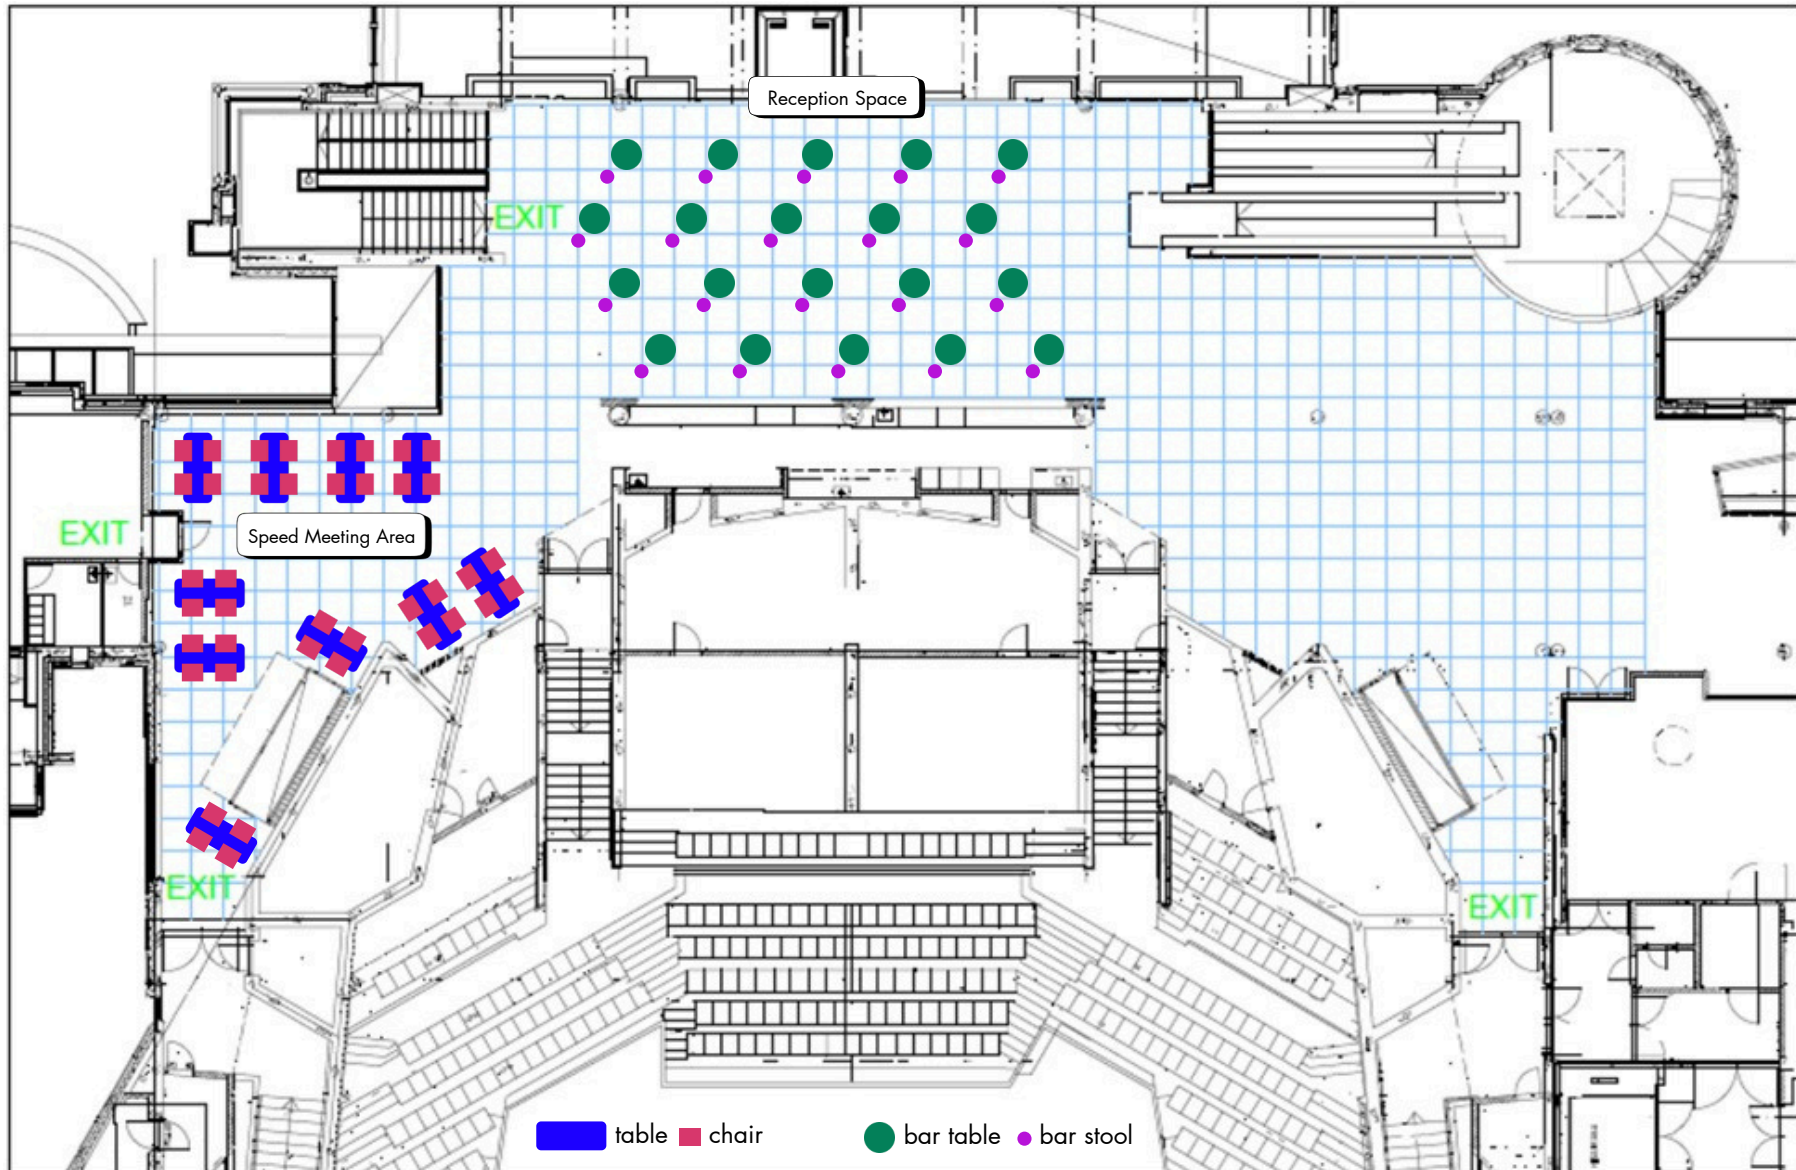 Reception Space
EXIT
EXIT
Speed Meeting Area
EXIT
EXIT
table
chair
bar table
bar stool